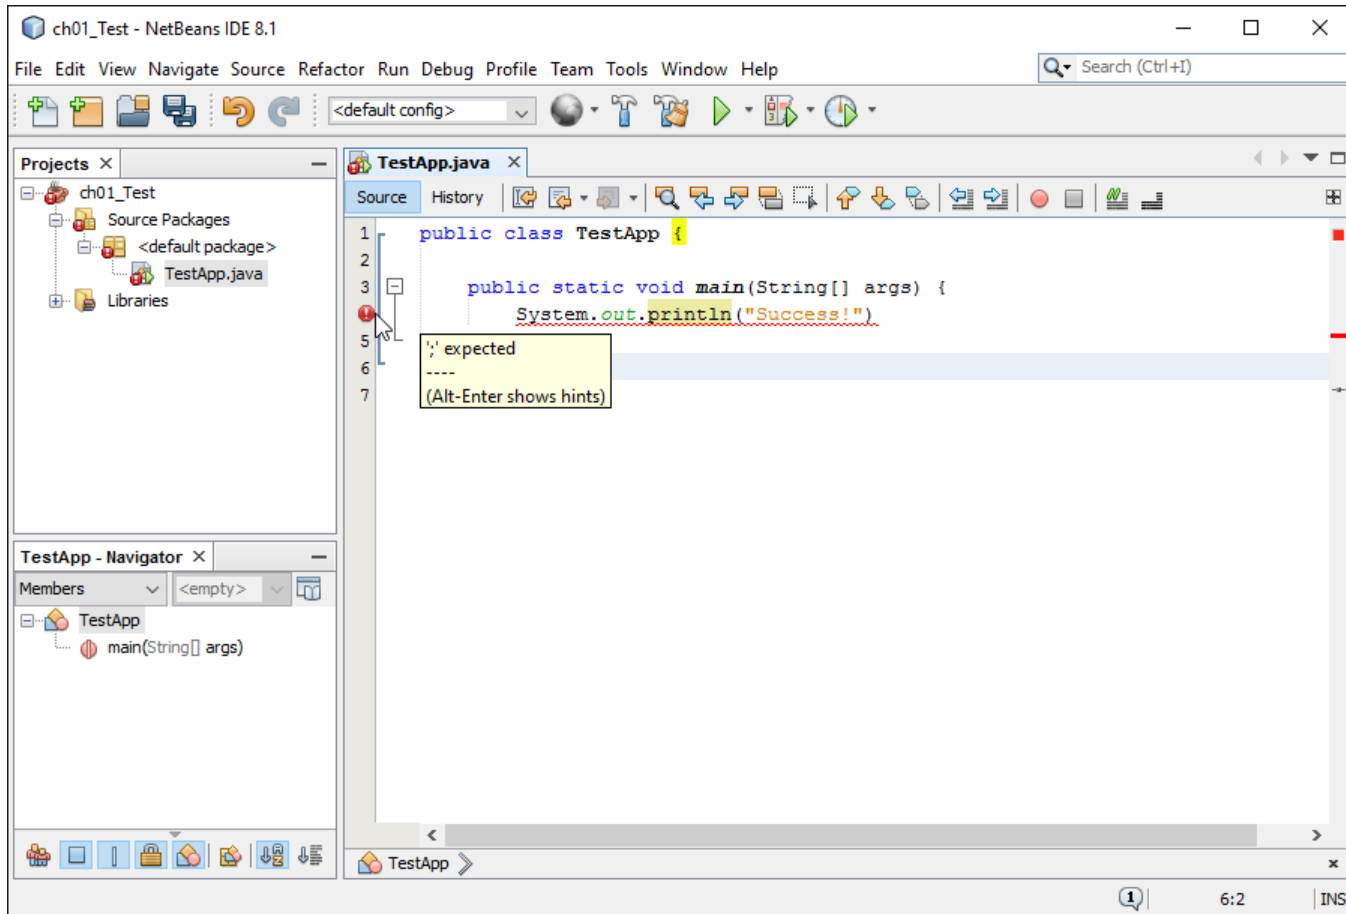 ch01_Test - NetBeans IDE 8.1
File Edit View Navigate Source Refactor Run Debug Profile Team Tools Window Help
Search (Ctrl+I)
<default config>
Projects
ch01_Test
Source Packages
<default package>
TestApp.java
Libraries
TestApp - Navigator
Members
<empty>
TestApp
main(String[] args)
TestApp.java
Source History
1 public class TestApp {
2
3 public static void main(String[] args) {
System.out.println("Success!")
5
6
7
';' expected
----
(Alt-Enter shows hints)
TestApp
1
6:2
INS